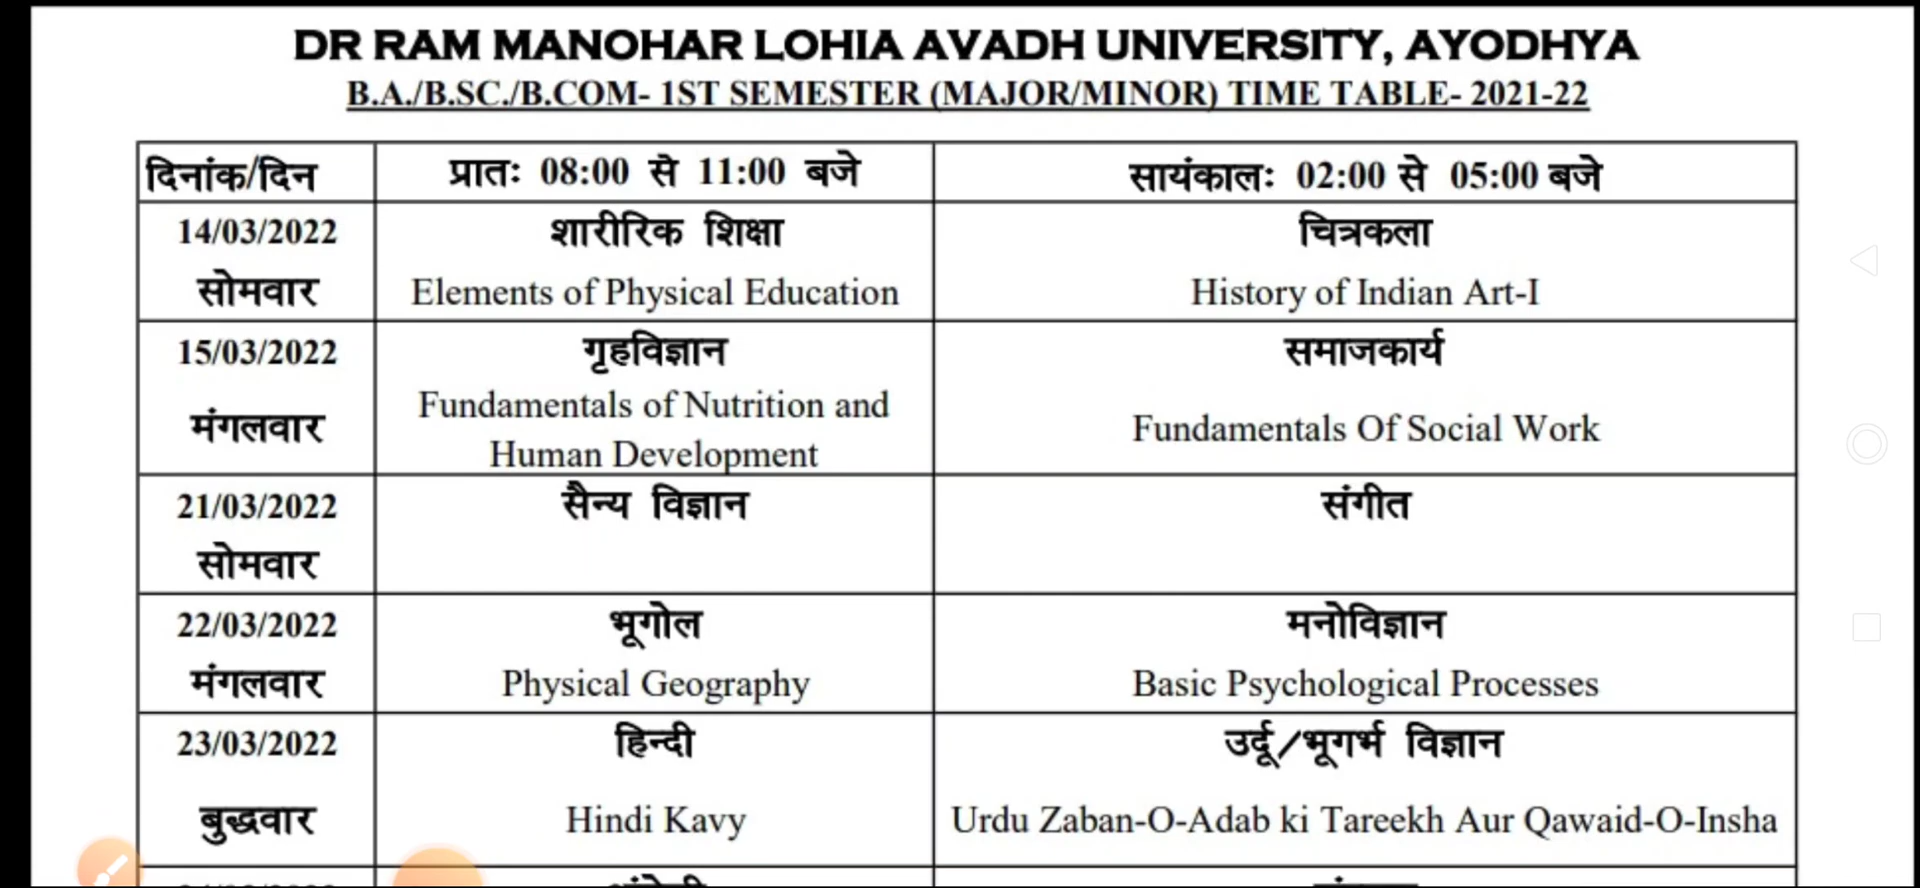 DR RAM MANOHAR LOHIA AVADH UNIVERSITY, AYODHYA
B.A./B.SC./B.COM- 1ST SEMESTER (MAJOR/MINOR) TIME TABLE- 2021-22
दिनांक/दिन प्रातः 08:00 से 11:00 बजे सायंकालः 02:00 से 05:00 बजे
14/03/2022 शारीरिक शिक्षा चित्रकला
सोमवार Elements of Physical Education History of Indian Art-I
15/03/2022 गृहविज्ञान समाजकार्य
Fundamentals of Nutrition and
मंगलवार Fundamentals Of Social Work
Human Development
21/03/2022 सैन्य विज्ञान संगीत
सोमवार
22/03/2022 भूगोल मनोविज्ञान
मंगलवार Physical Geography Basic Psychological Processes
23/03/2022 हिन्दी उर्दू/भूगर्भ विज्ञान
बुद्धवार Hindi Kavy Urdu Zaban-O-Adab ki Tareekh Aur Qawaid-O-Insha